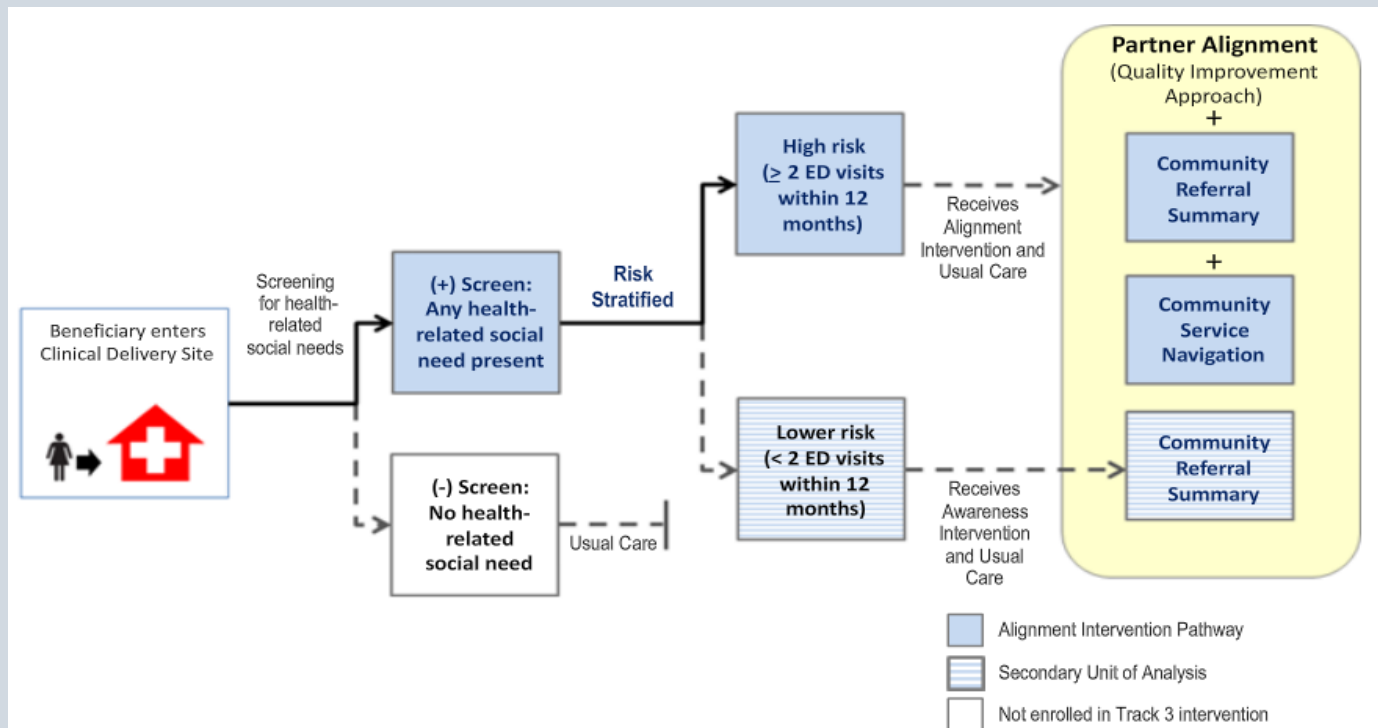 Beneficiary enters
Clinical Delivery Site
Screening
for health-
related
social needs
(+) Screen:
Any health-
related social
need present
(-) Screen:
No health-
related
social need
Usual Care
Risk
Stratified
High risk
(≥ 2 ED visits
within 12
months)
Receives
Alignment
Intervention and
Usual Care
Lower risk
(< 2 ED visits
within 12
months)
Receives
Awareness
Intervention
and Usual
Care
Partner Alignment
(Quality Improvement
Approach)
+
Community
Referral
Summary
+
Community
Service
Navigation
Community
Referral
Summary
Alignment Intervention Pathway
Secondary Unit of Analysis
Not enrolled in Track 3 intervention